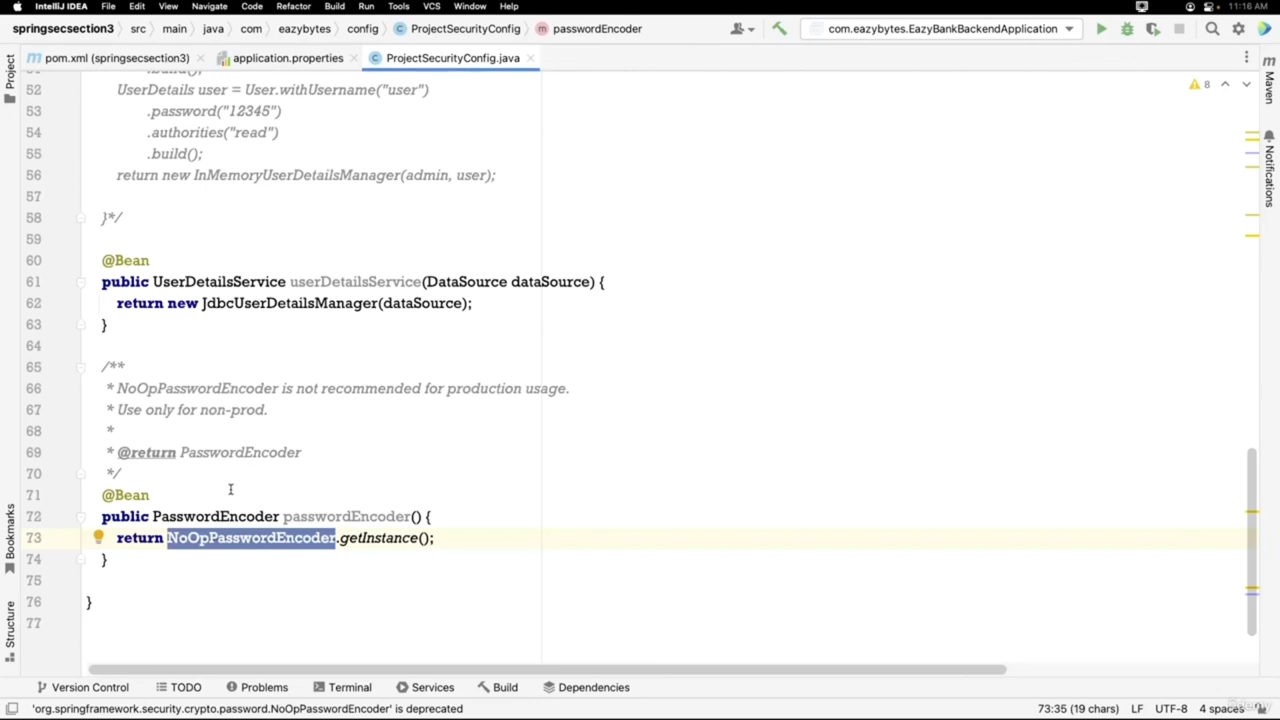 IntelliJ IDEA File Edit View Navigate Code Refactor Build Run Tools VCS Window Help 11:16 AM
springsecsection3 src main java com eazybytes config ProjectSecurityConfig passwordEncoder com.eazybytes.EazyBankBackendApplication
pom.xml (springsecsection3) application.properties ProjectSecurityConfig.java
Project
Bookmarks
Structure
Maven
Notifications
8
.build();
52 UserDetails user = User.withUsername("user")
53 .password("12345")
54 .authorities("read")
55 .build();
56 return new InMemoryUserDetailsManager(admin, user);
57
58 }*/
59
60 @Bean
61 public UserDetailsService userDetailsService(DataSource dataSource) {
62 return new JdbcUserDetailsManager(dataSource);
63 }
64
65 /**
66 * NoOpPasswordEncoder is not recommended for production usage.
67 * Use only for non-prod.
68 *
69 * @return PasswordEncoder
70 */
71 @Bean
72 public PasswordEncoder passwordEncoder() {
73 return NoOpPasswordEncoder.getInstance();
74 }
75
76 }
77
Version Control TODO Problems Terminal Services Build Dependencies
'org.springframework.security.crypto.password.NoOpPasswordEncoder' is deprecated 73:35 (19 chars) LF UTF-8 4 spaces